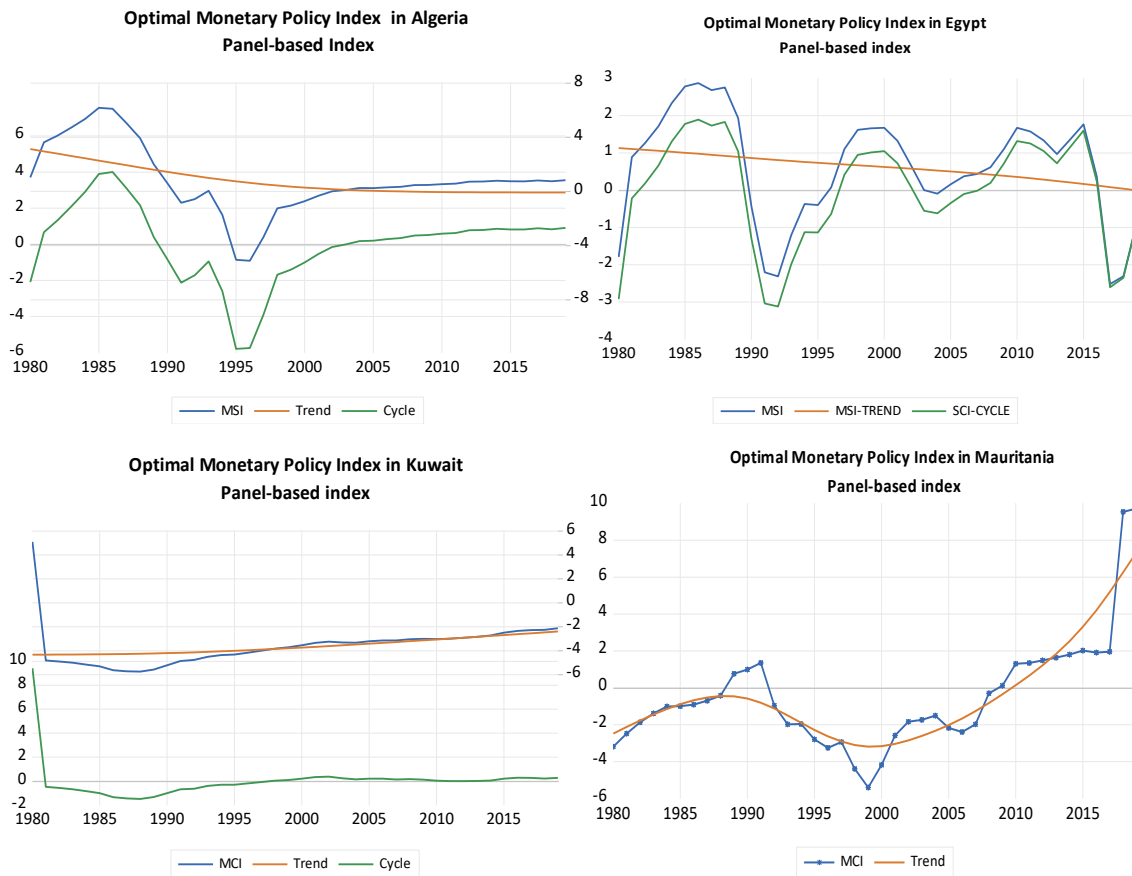 Optimal Monetary Policy Index in Algeria
Panel-based Index
8
4
0
-4
-8
6
4
2
0
-2
-4
-6
1980 1985 1990 1995 2000 2005 2010 2015
MSI Trend Cycle
Optimal Monetary Policy Index in Egypt
Panel-based index
3
2
1
0
-1
-2
-3
-4
1980 1985 1990 1995 2000 2005 2010 2015
MSI MSI-TREND SCI-CYCLE
Optimal Monetary Policy Index in Kuwait
Panel-based index
6
4
2
0
-2
-4
-6
10
8
6
4
2
0
-2
1980 1985 1990 1995 2000 2005 2010 2015
MCI Trend Cycle
Optimal Monetary Policy Index in Mauritania
Panel-based index
10
8
6
4
2
0
-2
-4
-6
1980 1985 1990 1995 2000 2005 2010 2015
MCI Trend